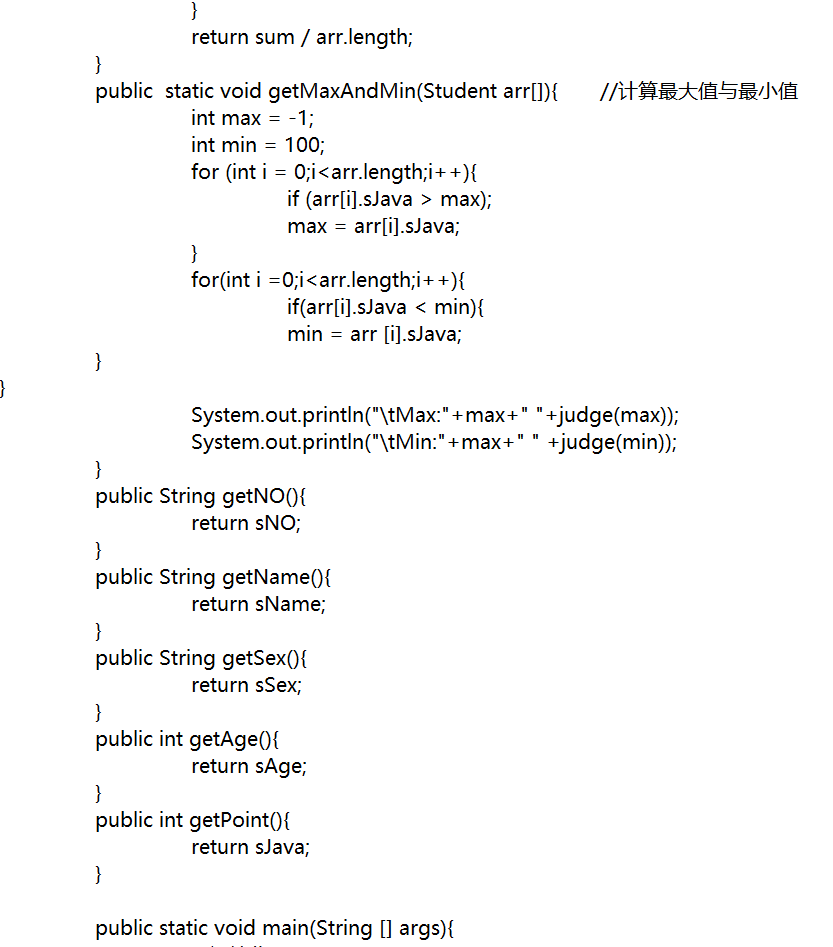 }
return sum / arr.length;
}
public  static void getMaxAndMin(Student arr[]){       //计算最大值与最小值
int max = -1;
int min = 100;
for (int i = 0;i<arr.length;i++){
if (arr[i].sJava > max);
max = arr[i].sJava;
}
for(int i =0;i<arr.length;i++){
if(arr[i].sJava < min){
min = arr [i].sJava;
}
}
System.out.println("\tMax:"+max+" "+judge(max));
System.out.println("\tMin:"+max+" " +judge(min));
}
public String getNO(){
return sNO;
}
public String getName(){
return sName;
}
public String getSex(){
return sSex;
}
public int getAge(){
return sAge;
}
public int getPoint(){
return sJava;
}
public static void main(String [] args){